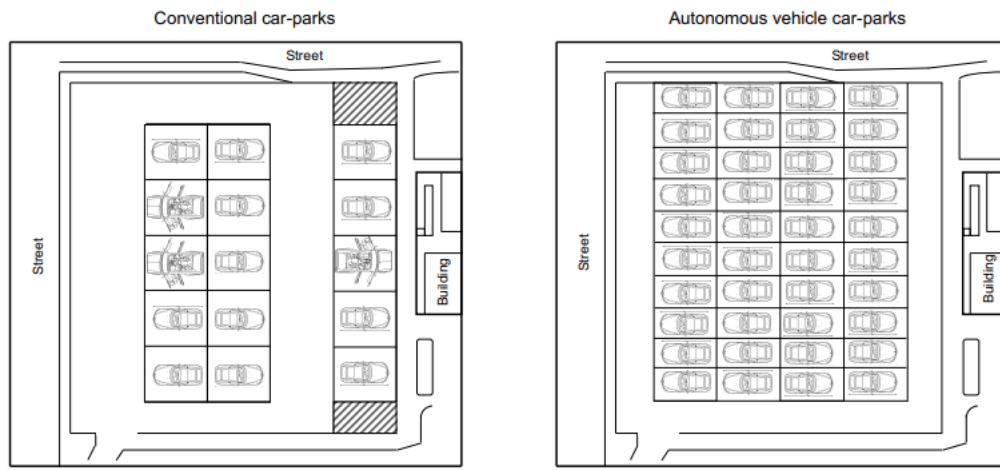 Conventional car-parks
Street
Street
Building
Autonomous vehicle car-parks
Street
Street
Building